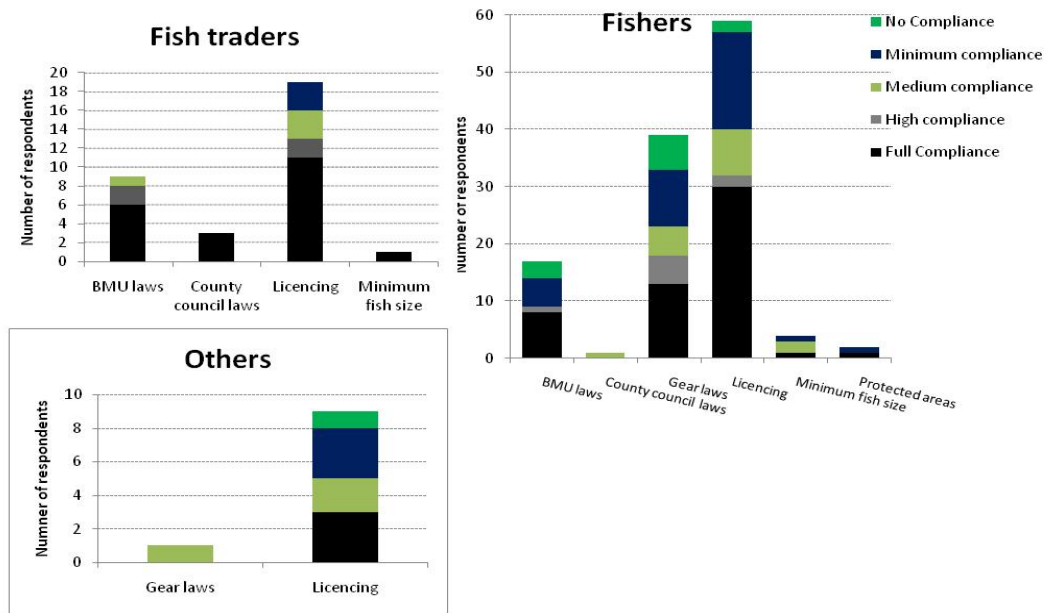 Fish traders
Number of respondents
20
18
16
14
12
10
8
6
4
2
0
BMU laws
County
council laws
Licencing
Minimum
fish size
Fishers
Number of respondents
60
50
40
30
20
10
0
BMU laws
County council laws
Gear laws
Licencing
Minimum fish size
Protected areas
No Compliance
Minimum compliance
Medium compliance
High compliance
Full Compliance
Others
Numner of respondents
10
8
6
4
2
0
Gear laws
Licencing